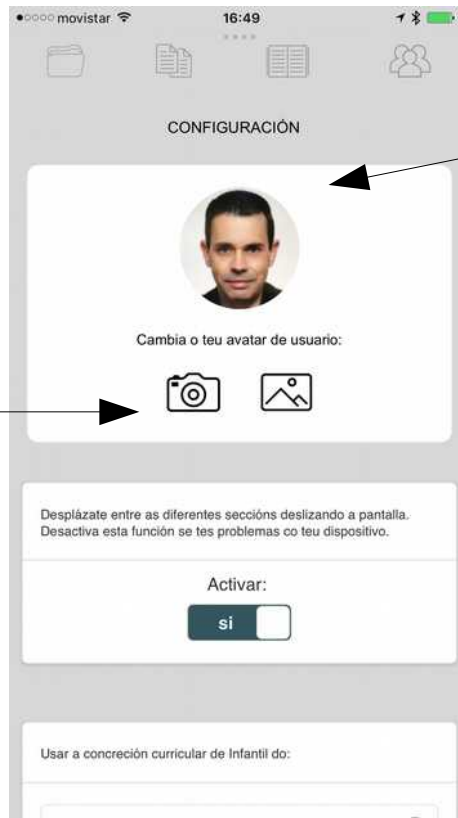 movistar 16:49
CONFIGURACIÓN
Cambia o teu avatar de usuario:
Desplázate entre as diferentes seccións deslizando a pantalla.
Desactiva esta función se tes problemas co teu dispositivo.
Activar:
si
Usar a concreción curricular de Infantil do: